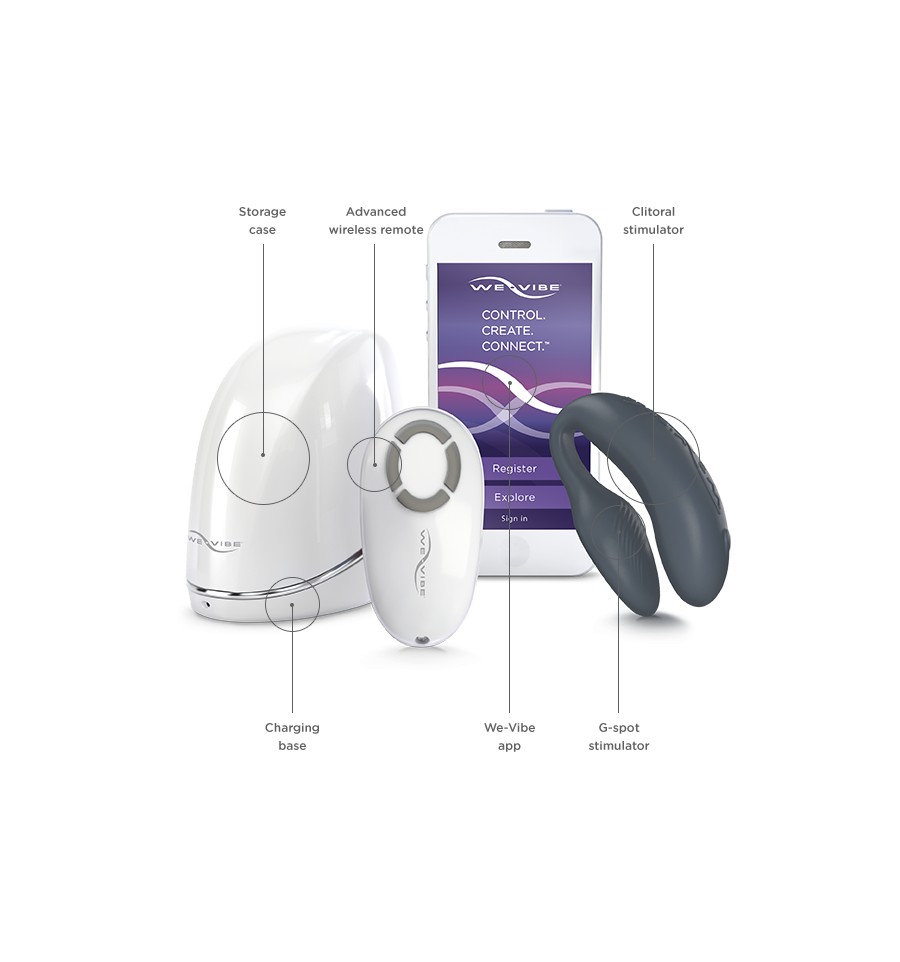 Storage
case
Advanced
wireless remote
Clitoral
stimulator
WE-VIBE
CONTROL.
CREATE.
CONNECT.™
Register
Explore
Sign in
WE-VIBE
WE-VIBE
Charging
base
We-Vibe
app
G-spot
stimulator